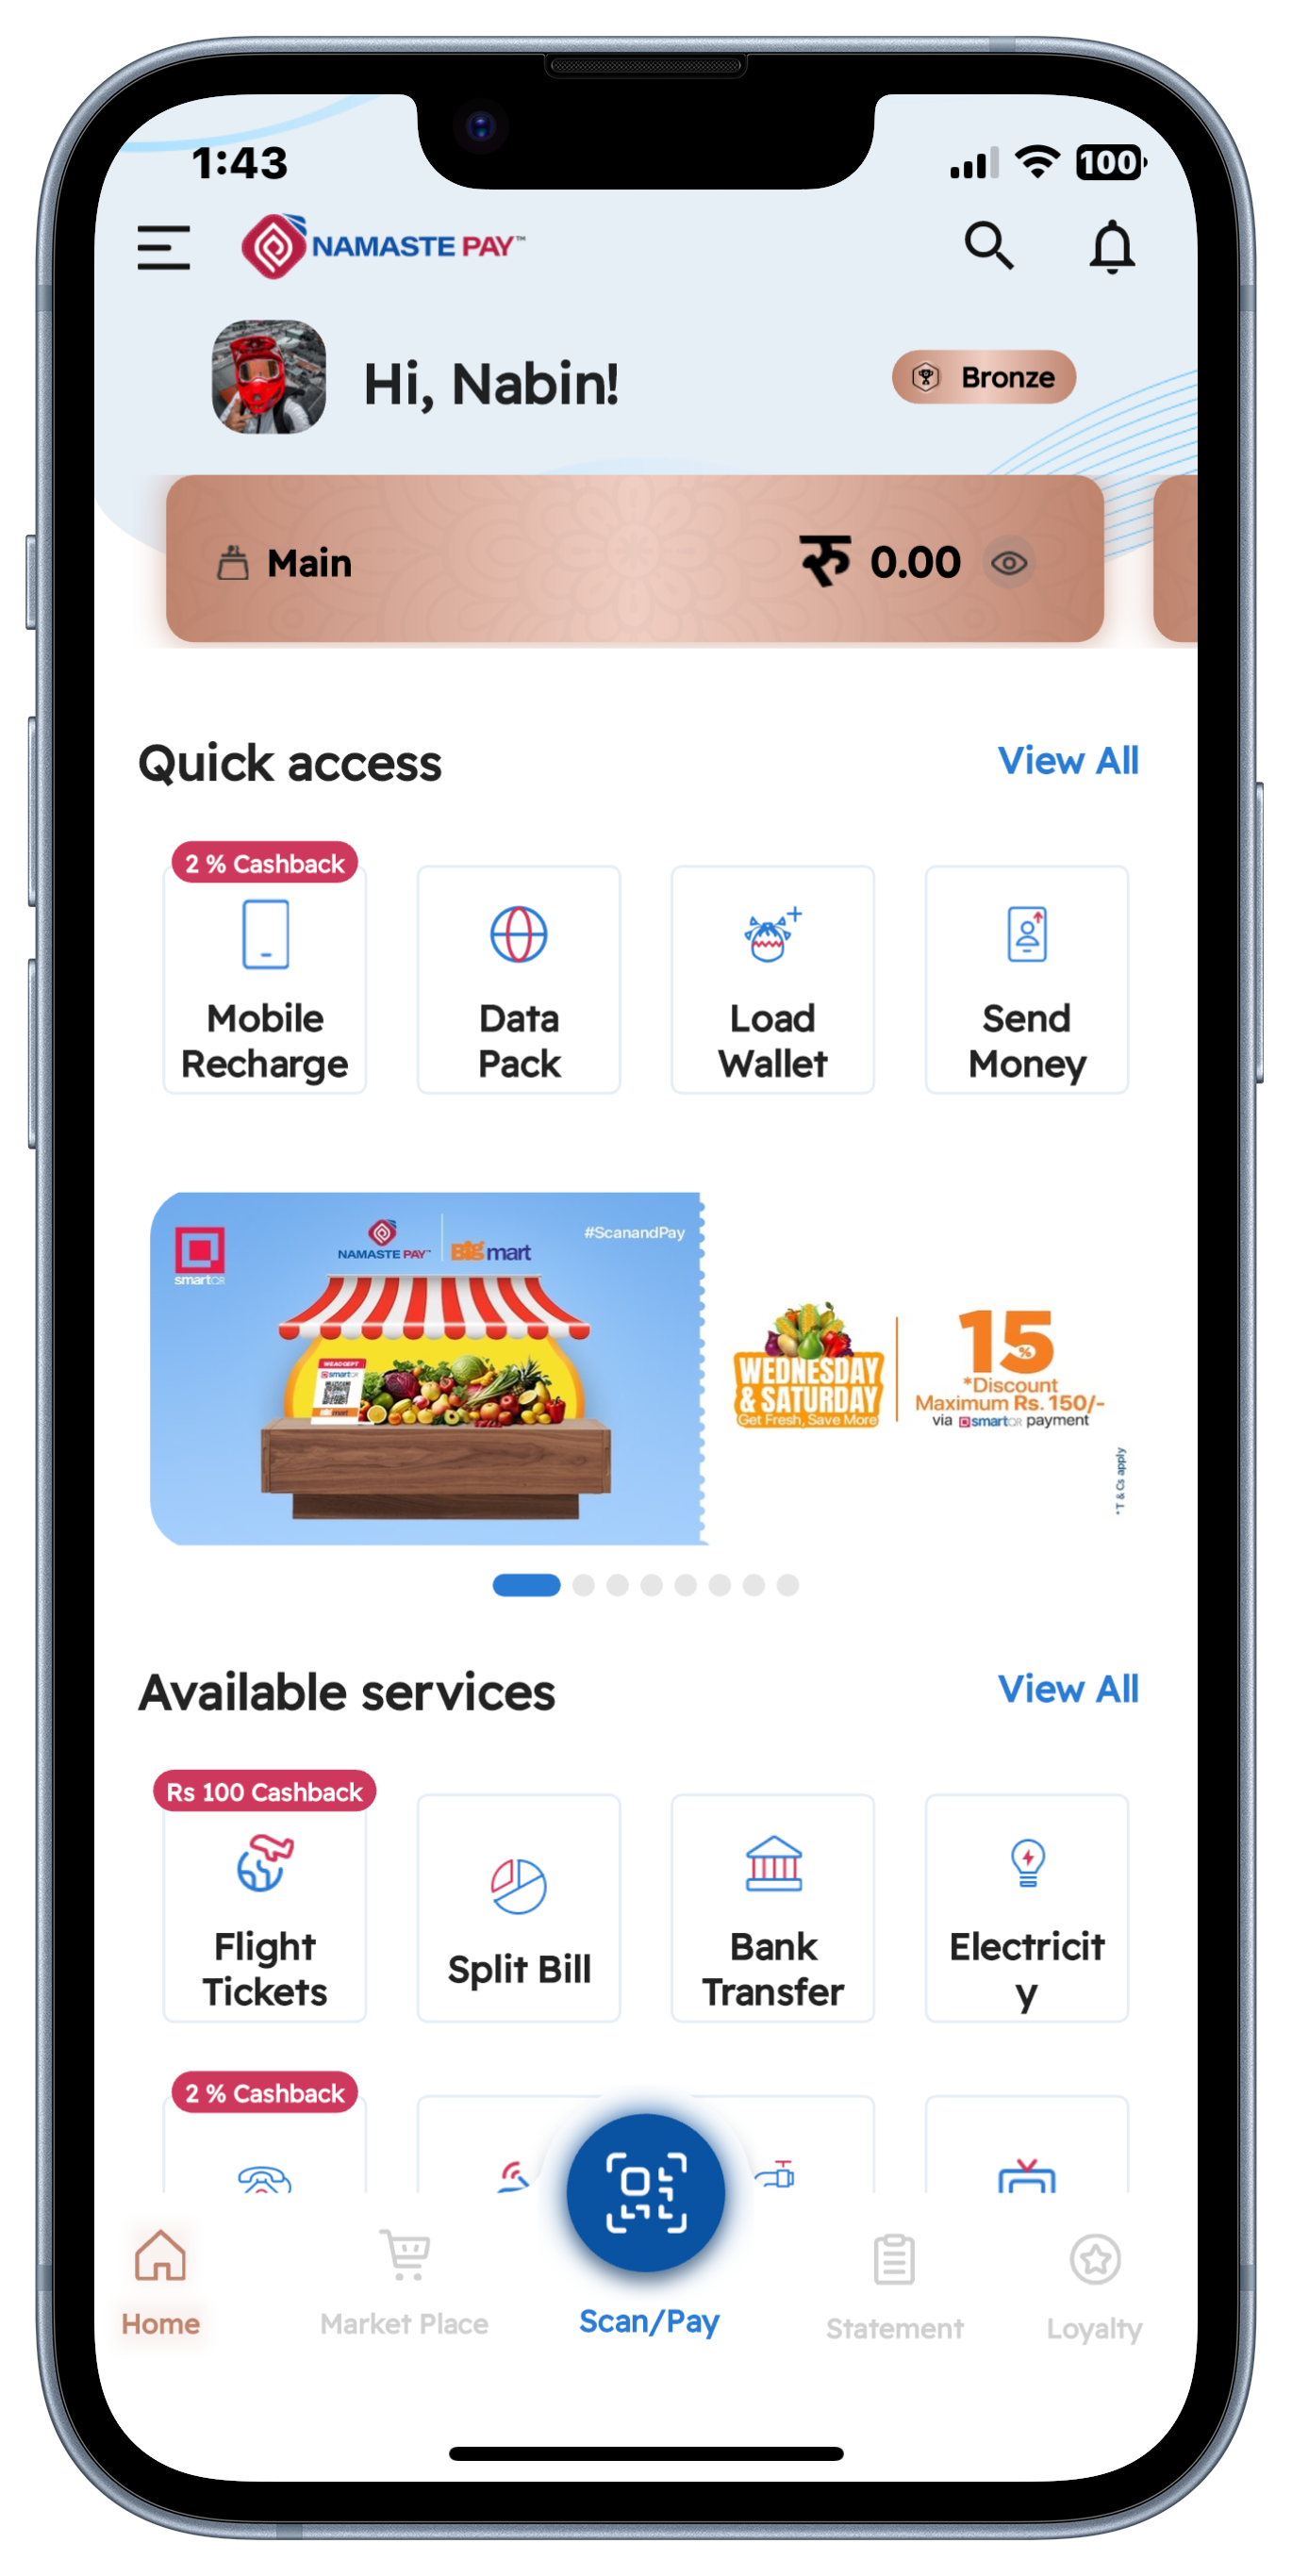 1:43
100
NAMASTE PAY™
Hi, Nabin!
Bronze
Main
रु 0.00
Quick access
View All
2 % Cashback
Mobile
Recharge
Data
Pack
Load
Wallet
Send
Money
smartQR
NAMASTE PAY™
Big mart
#ScanandPay
WE ACCEPT
smartQR
Big mart
WEDNESDAY
& SATURDAY
Get Fresh, Save More
15%
*Discount
Maximum Rs. 150/-
via smartQR payment
*T & Cs apply
Available services
View All
Rs 100 Cashback
Flight
Tickets
Split Bill
Bank
Transfer
Electricit
y
2 % Cashback
Home
Market Place
Scan/Pay
Statement
Loyalty